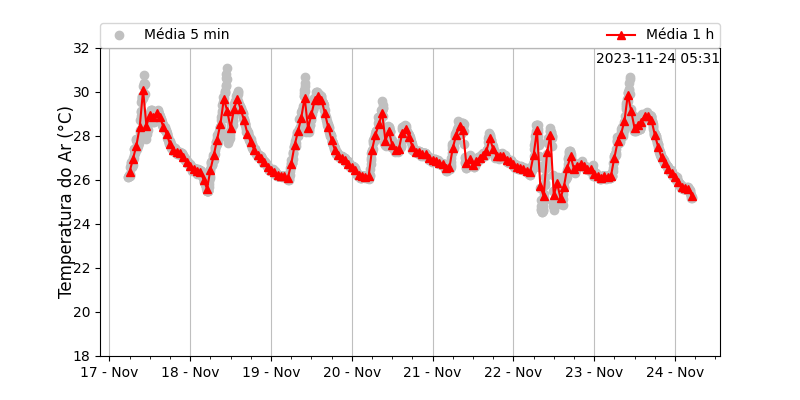 Média 5 min
Média 1 h
2023-11-24 05:31
Temperatura do Ar (°C)
32
30
28
26
24
22
20
18
17 - Nov
18 - Nov
19 - Nov
20 - Nov
21 - Nov
22 - Nov
23 - Nov
24 - Nov